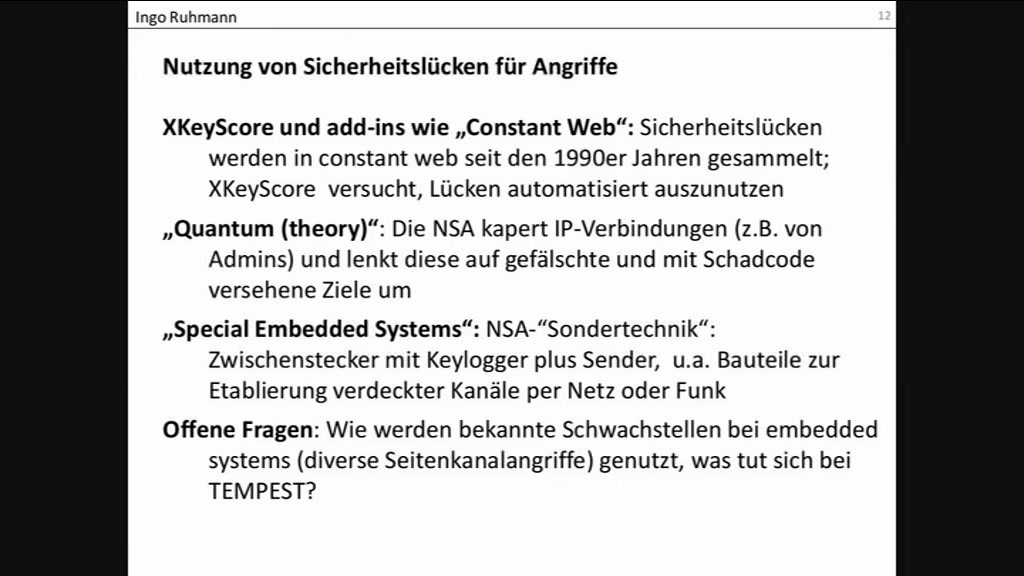 Ingo Ruhmann
12
Nutzung von Sicherheitslücken für Angriffe
XKeyScore und add-ins wie „Constant Web“: Sicherheitslücken
werden in constant web seit den 1990er Jahren gesammelt;
XKeyScore versucht, Lücken automatisiert auszunutzen
„Quantum (theory)“: Die NSA kapert IP-Verbindungen (z.B. von
Admins) und lenkt diese auf gefälschte und mit Schadcode
versehene Ziele um
„Special Embedded Systems“: NSA-“Sondertechnik“:
Zwischenstecker mit Keylogger plus Sender, u.a. Bauteile zur
Etablierung verdeckter Kanäle per Netz oder Funk
Offene Fragen: Wie werden bekannte Schwachstellen bei embedded
systems (diverse Seitenkanalangriffe) genutzt, was tut sich bei
TEMPEST?